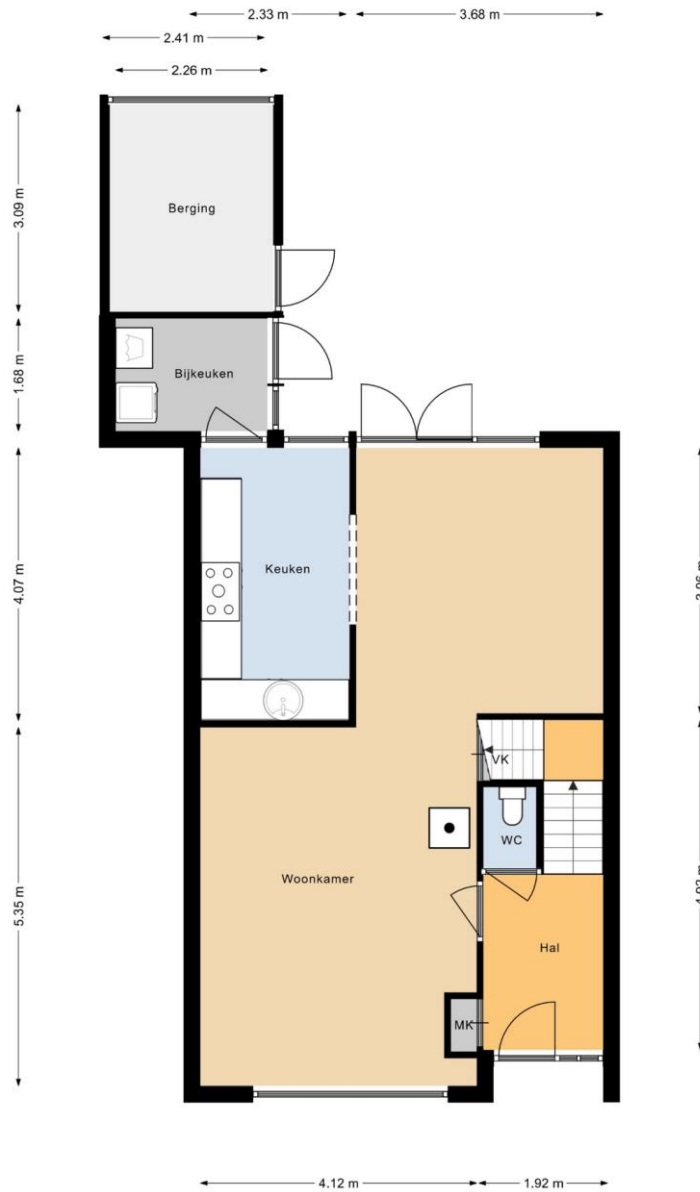 2.33 m
3.68 m
2.41 m
2.26 m
Berging
3.09 m
Bijkeuken
1.68 m
Keuken
4.07 m
VK
WC
Woonkamer
5.35 m
Hal
MK
4.12 m
1.92 m